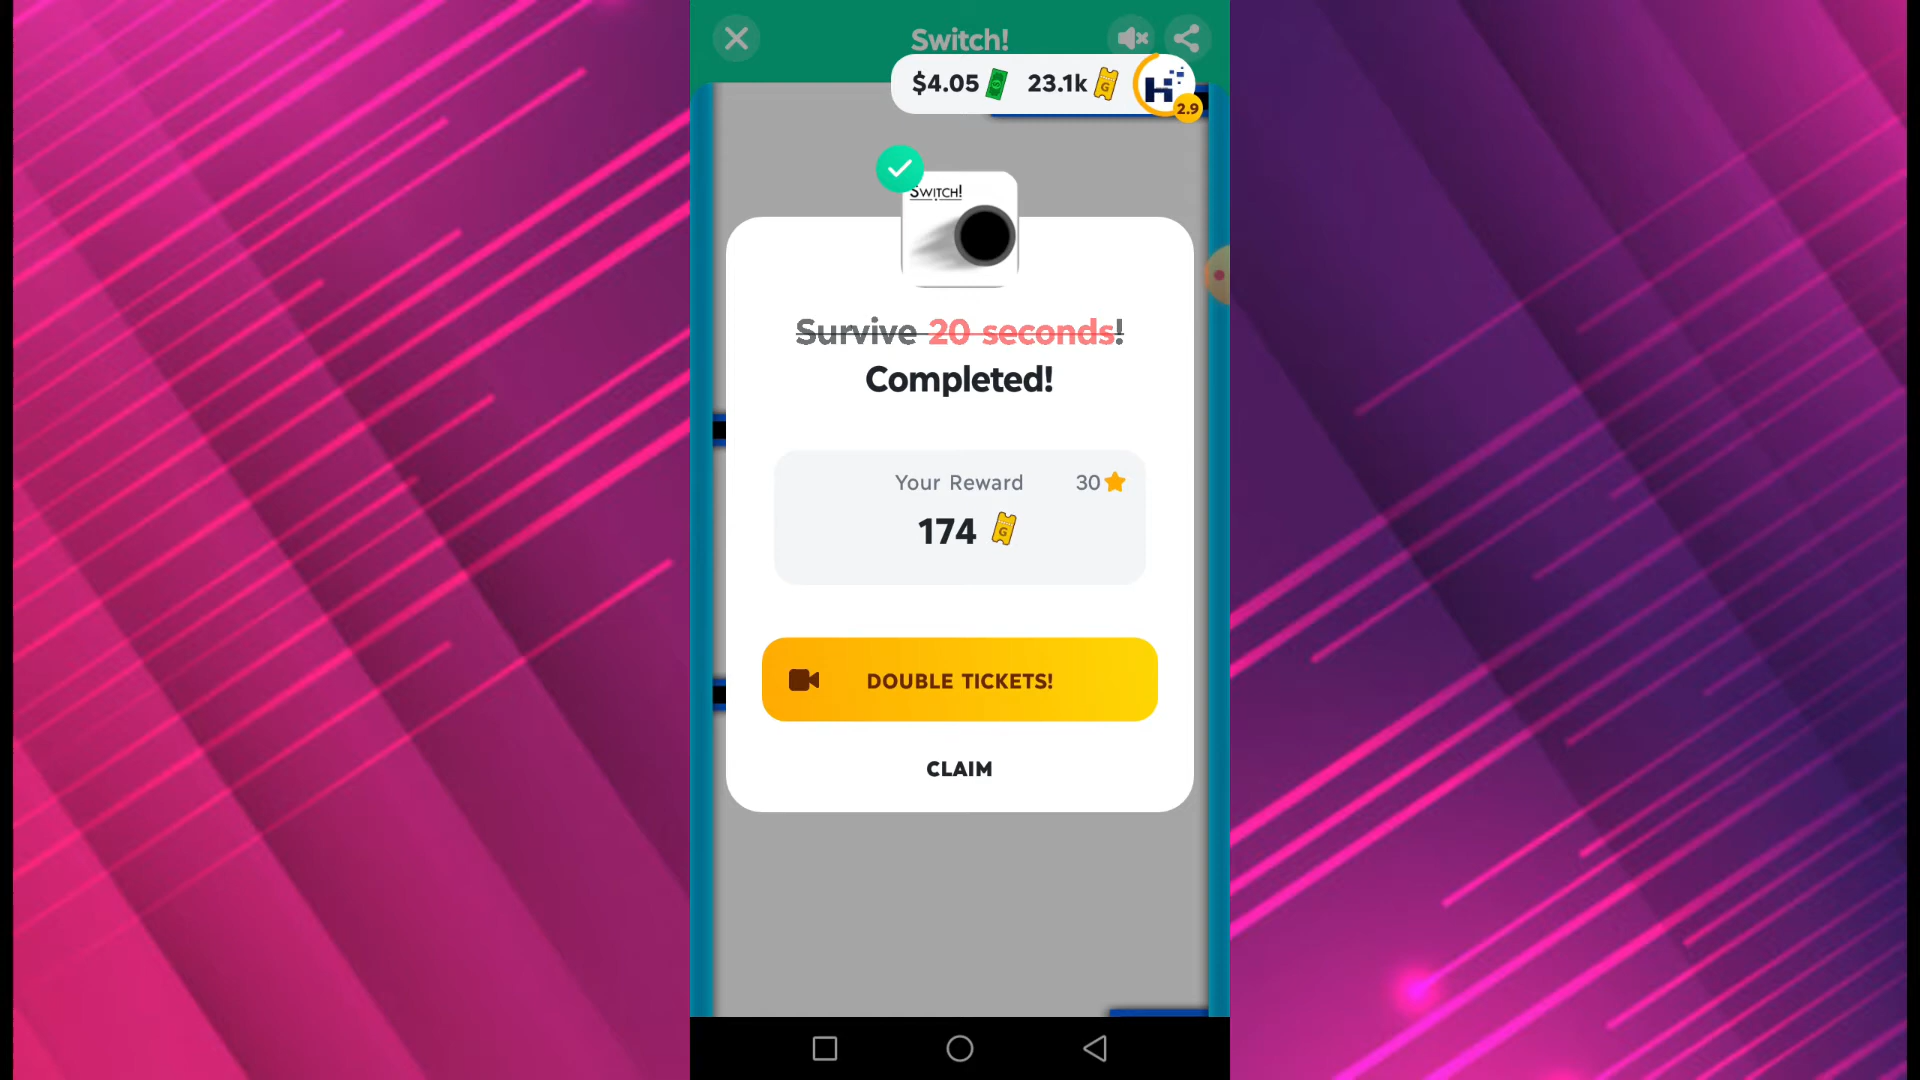 Switch!
$4.05 23.1k
H
2.9
SWITCH!
Survive 20 seconds!
Completed!
Your Reward 30
174 G
DOUBLE TICKETS!
CLAIM